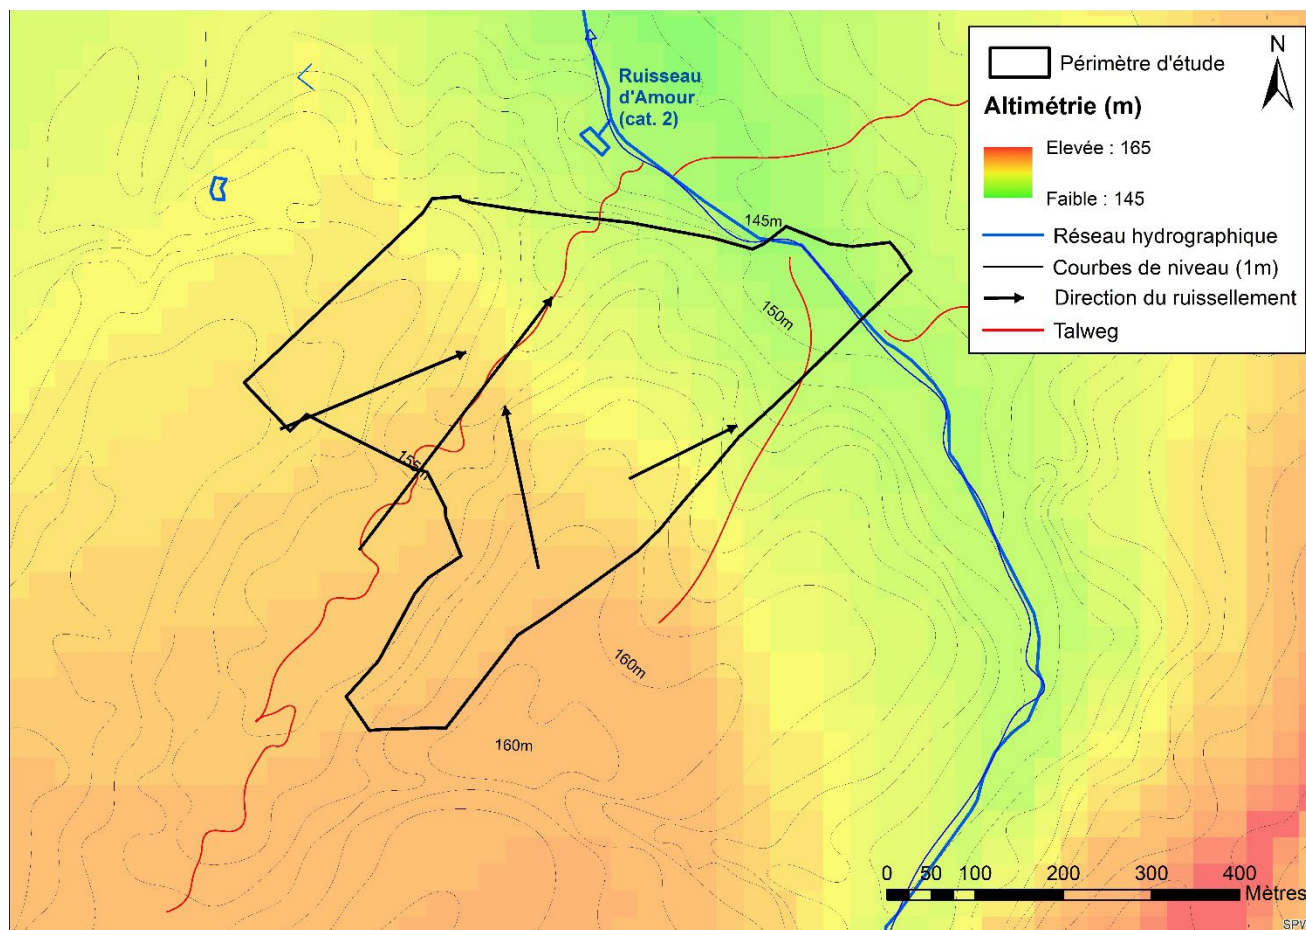 Ruisseau
d'Amour
(cat. 2)
145m
150m
155m
160m
160m
N
Périmètre d'étude
Altimétrie (m)
Elevée : 165
Faible : 145
Réseau hydrographique
Courbes de niveau (1m)
Direction du ruissellement
Talweg
0 50 100 200 300 400
Mètres